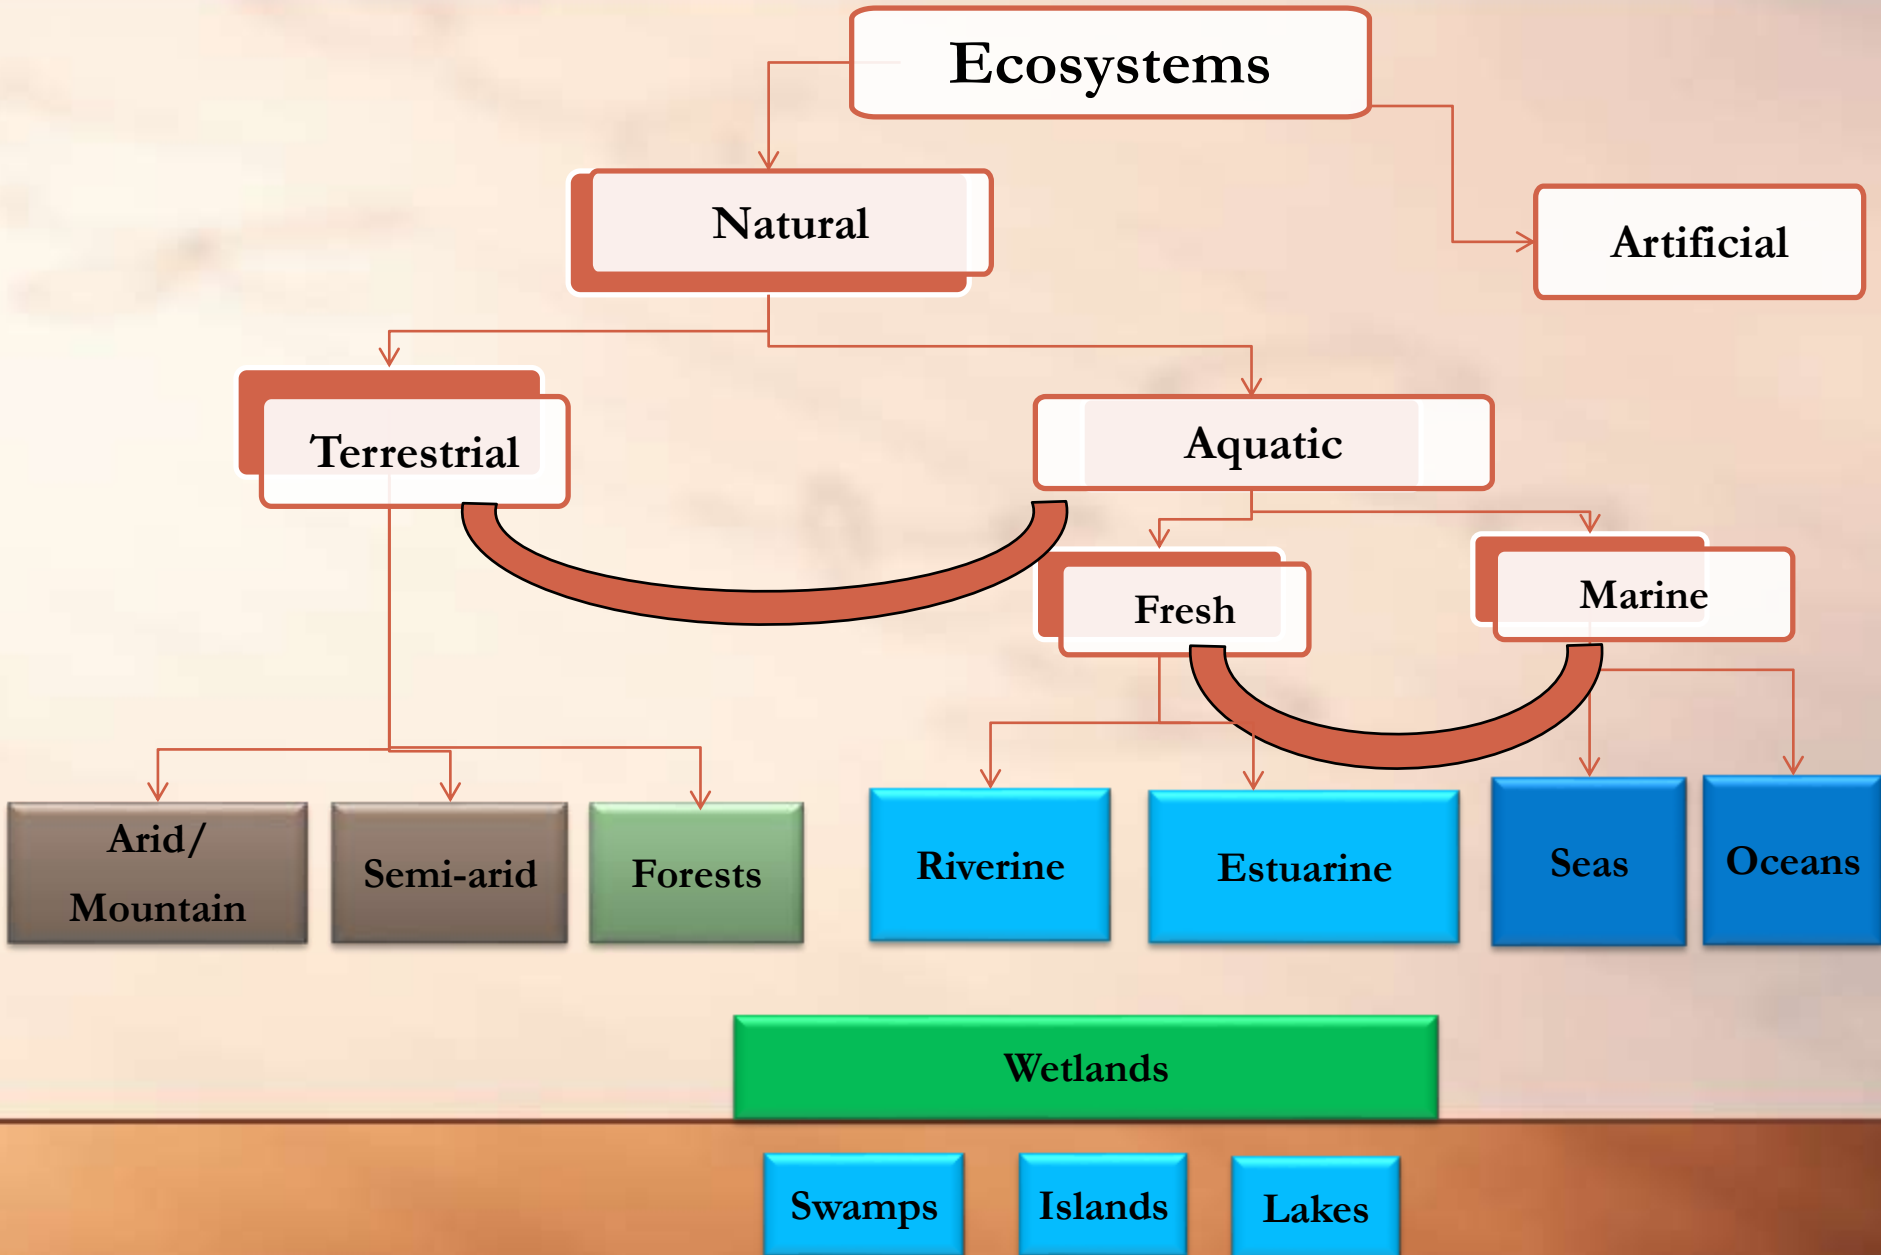 Ecosystems
Natural
Artificial
Terrestrial
Aquatic
Fresh
Marine
Arid/
Mountain
Semi-arid
Forests
Riverine
Estuarine
Seas
Oceans
Wetlands
Swamps
Islands
Lakes